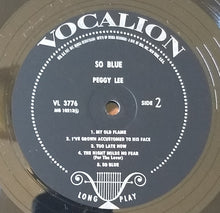 VOCALION
SO BLUE
PEGGY LEE
VL 3776
SIDE 2
1. MY OLD FLAME
2. I'VE GROWN ACCUSTOMED TO HIS FACE
3. TOO LATE NOW
4. THE NIGHT HOLDS NO FEAR
(For The Lover)
5. SO BLUE
LONG PLAY